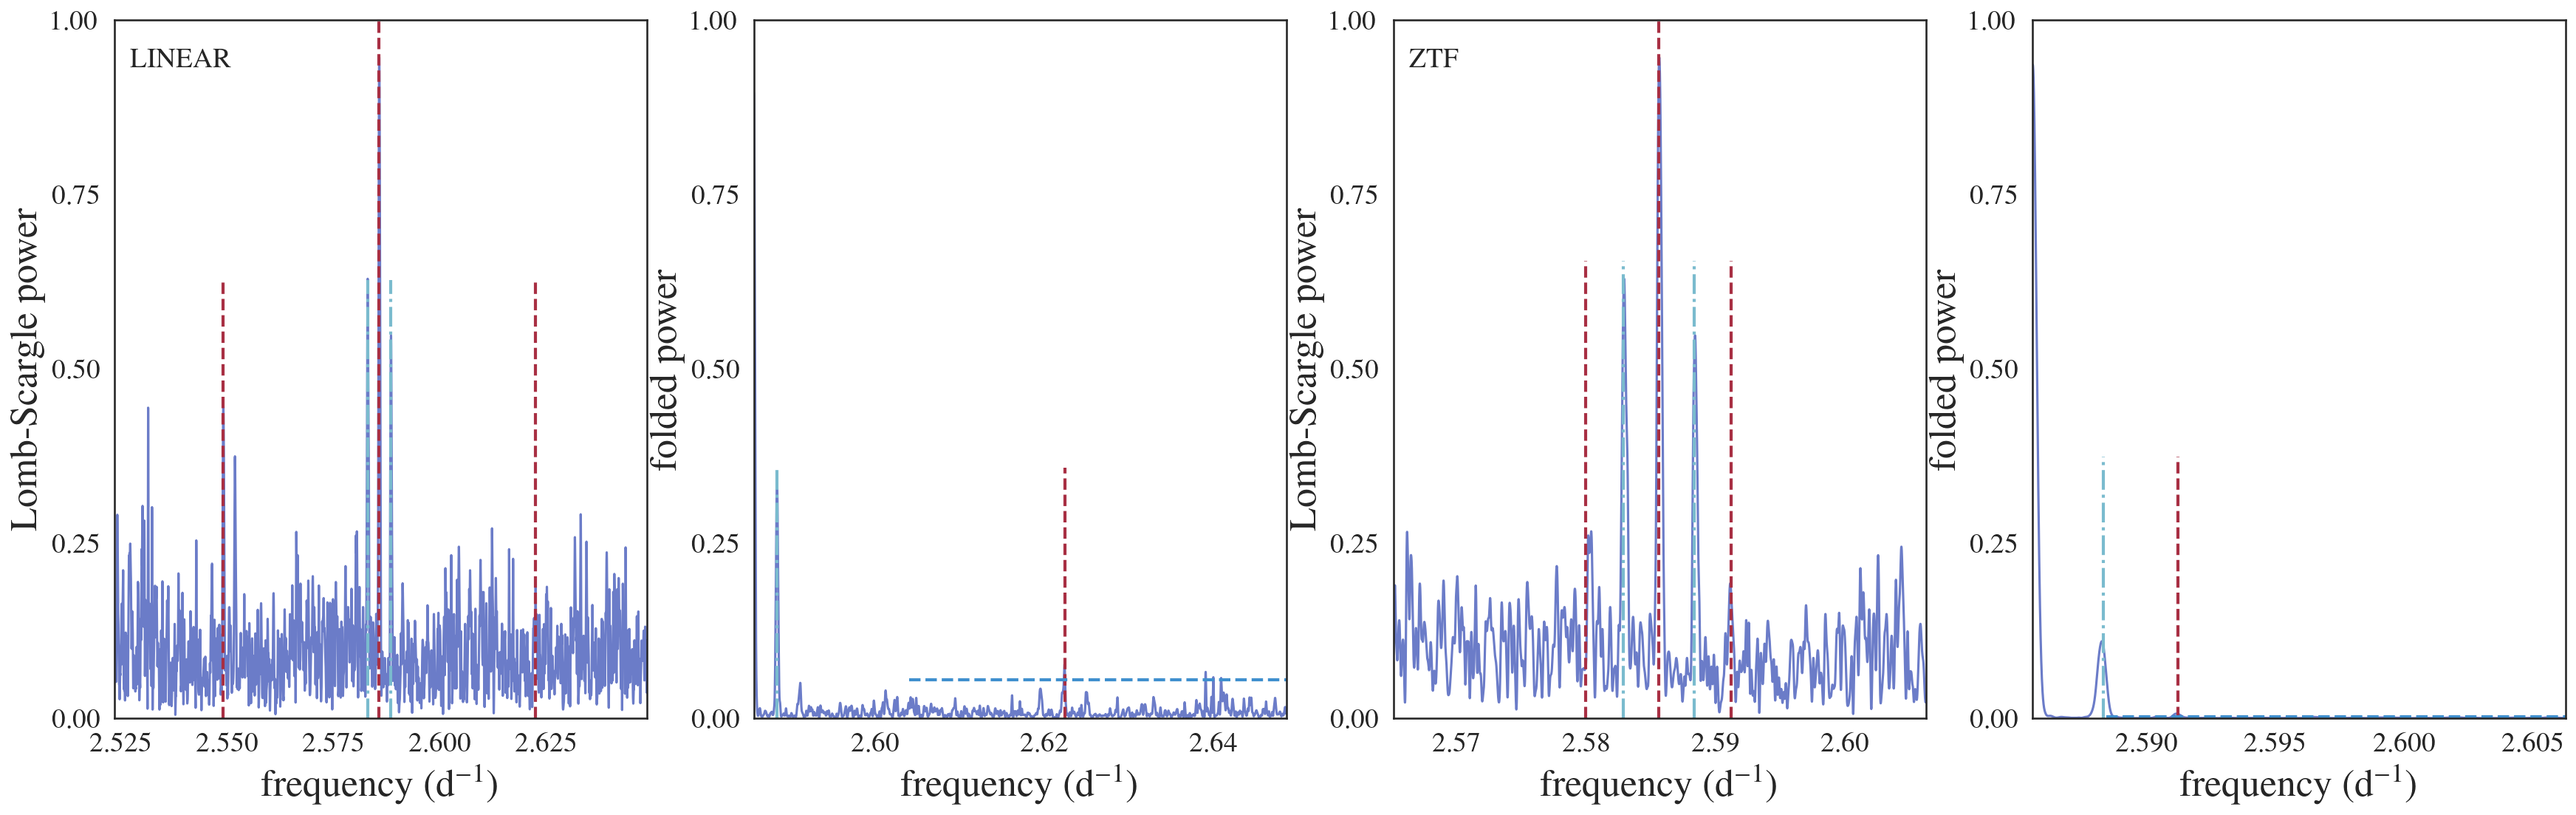 LINEAR
Lomb-Scargle power
1.00
0.75
0.50
0.25
0.00
2.525 2.550 2.575 2.600 2.625
frequency (d⁻¹)
folded power
1.00
0.75
0.50
0.25
0.00
2.60 2.62 2.64
frequency (d⁻¹)
ZTF
Lomb-Scargle power
1.00
0.75
0.50
0.25
0.00
2.57 2.58 2.59 2.60
frequency (d⁻¹)
folded power
1.00
0.75
0.50
0.25
0.00
2.590 2.595 2.600 2.605
frequency (d⁻¹)